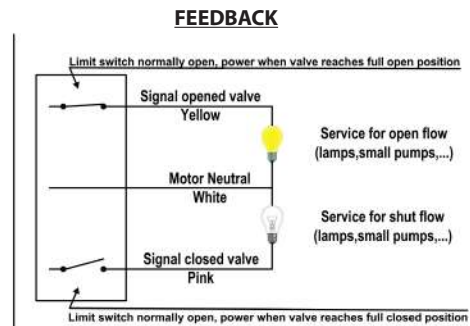 FEEDBACK
Limit switch normally open, power when valve reaches full open position
Signal opened valve
Yellow
Service for open flow
(lamps,small pumps,...)
Motor Neutral
White
Service for shut flow
(lamps,small pumps,...)
Signal closed valve
Pink
Limit switch normally open, power when valve reaches full closed position